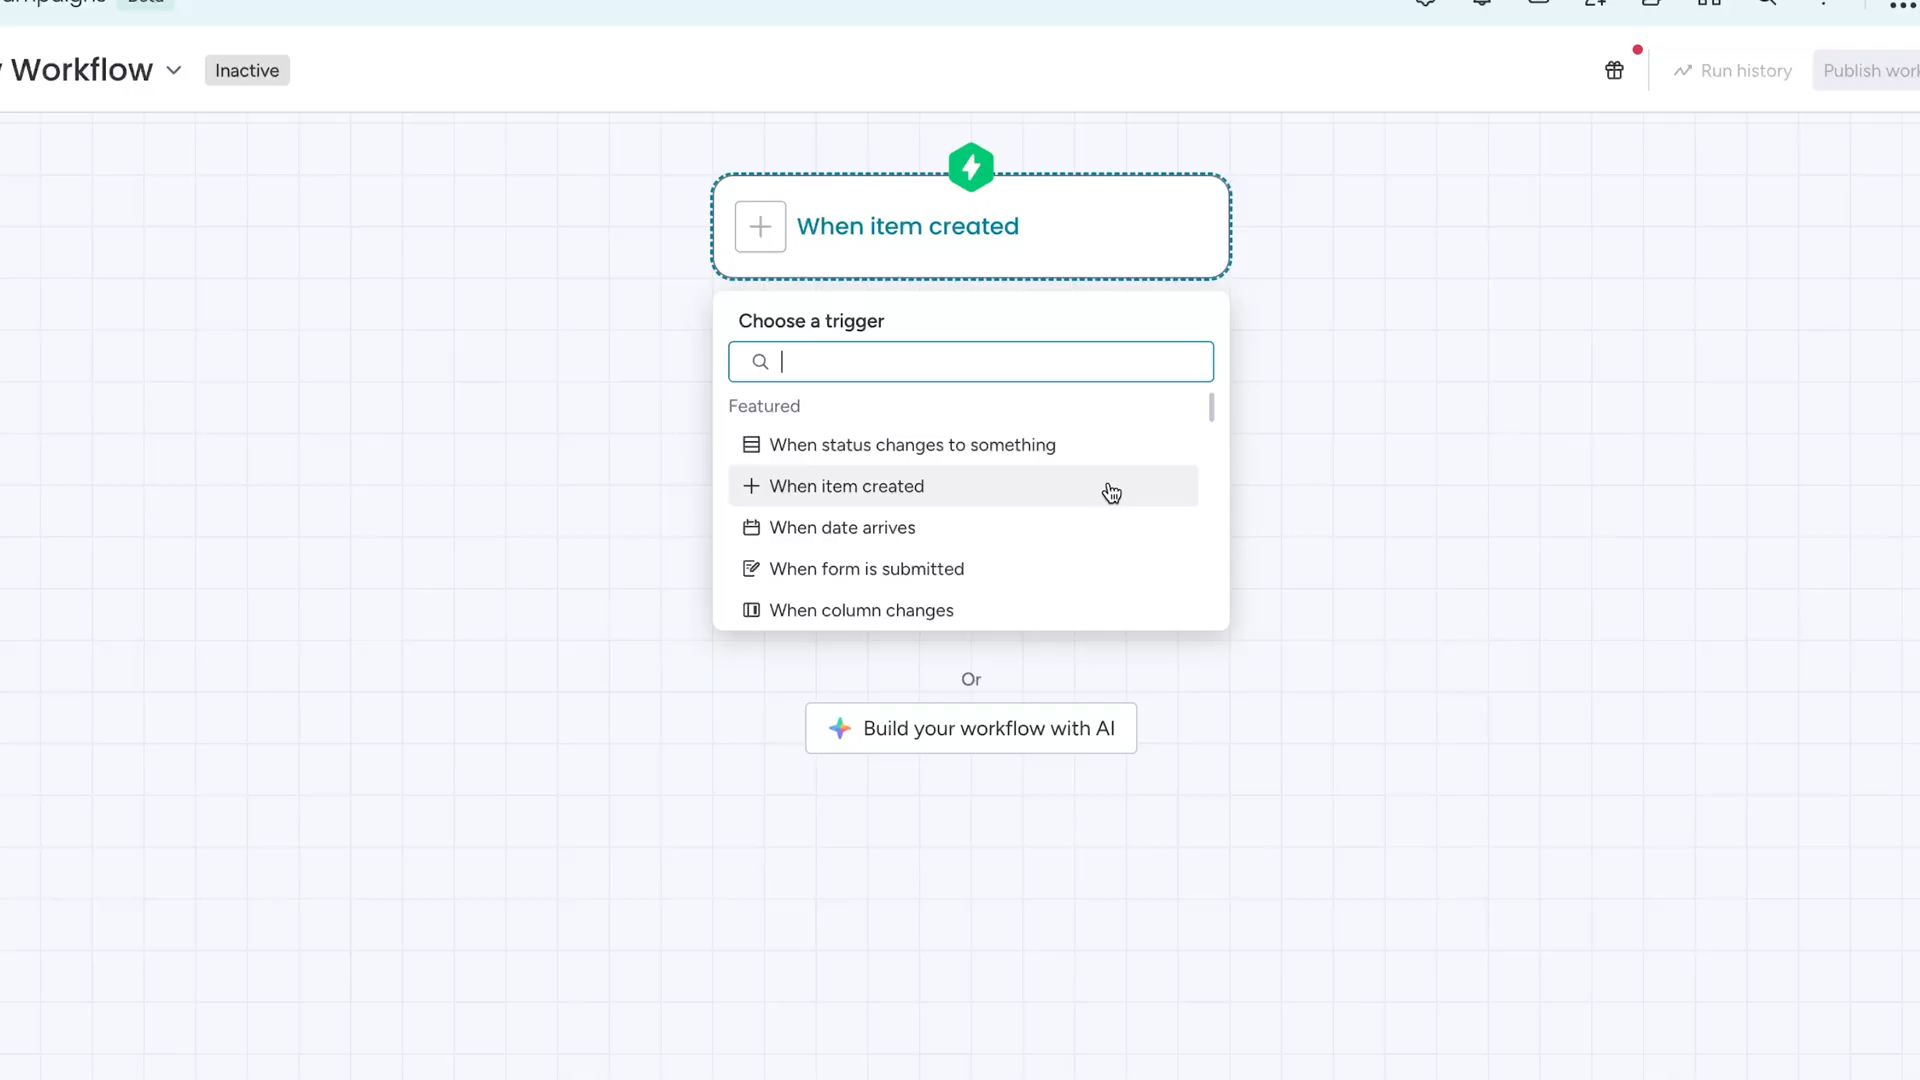 Workflow
Inactive
Run history
Publish
When item created
Choose a trigger
Featured
When status changes to something
When item created
When date arrives
When form is submitted
When column changes
Or
Build your workflow with AI